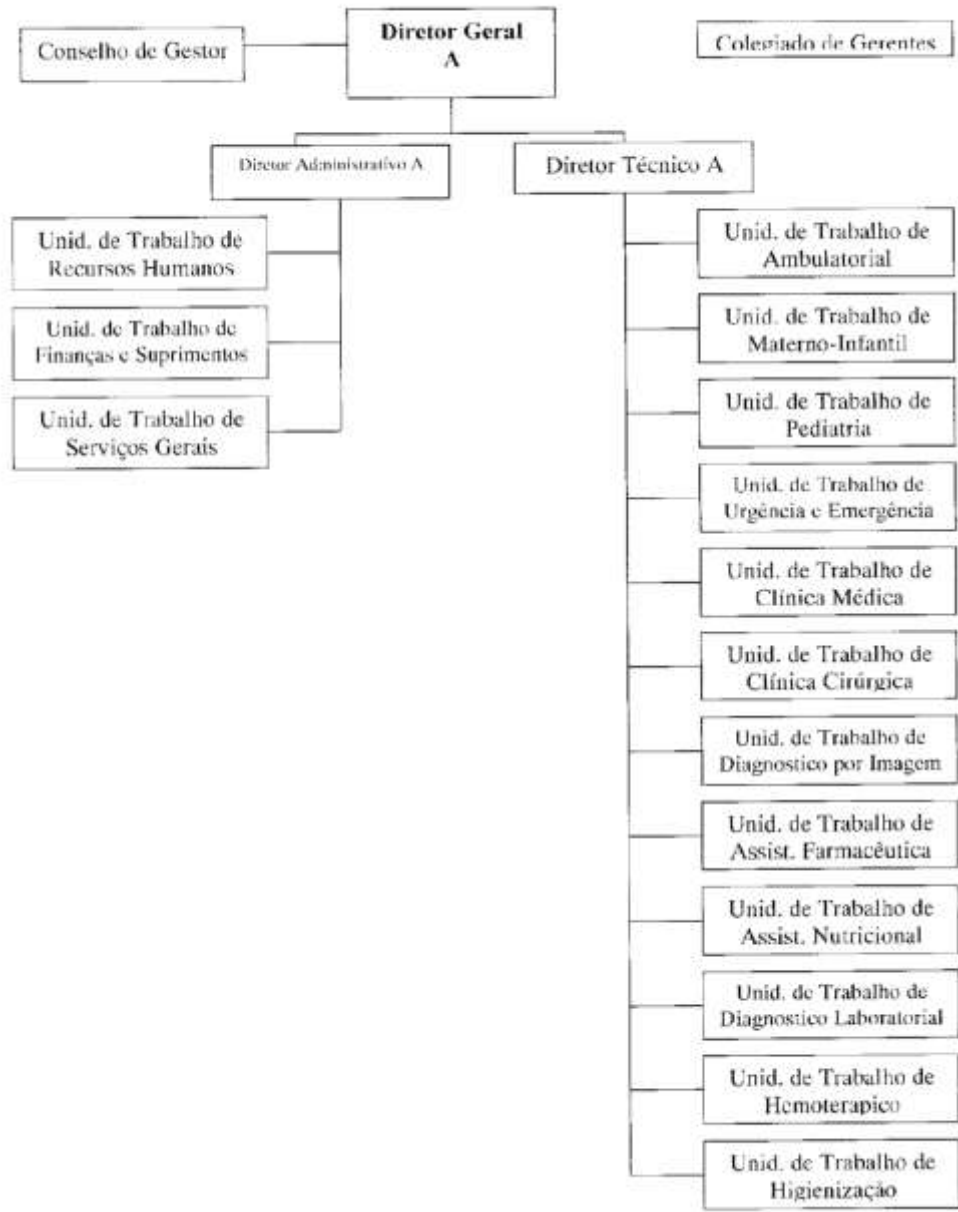 Conselho de Gestor
Diretor Geral
A
Colegiado de Gerentes
Diretor Administrativo A
Diretor Técnico A
Unid. de Trabalho de
Recursos Humanos
Unid. de Trabalho de
Finanças e Suprimentos
Unid. de Trabalho de
Serviços Gerais
Unid. de Trabalho de
Ambulatorial
Unid. de Trabalho de
Materno-Infantil
Unid. de Trabalho de
Pediatria
Unid. de Trabalho de
Urgência e Emergência
Unid. de Trabalho de
Clínica Médica
Unid. de Trabalho de
Clínica Cirúrgica
Unid. de Trabalho de
Diagnostico por Imagem
Unid. de Trabalho de
Assist. Farmacêutica
Unid. de Trabalho de
Assist. Nutricional
Unid. de Trabalho de
Diagnostico Laboratorial
Unid. de Trabalho de
Hemoterapico
Unid. de Trabalho de
Higienização